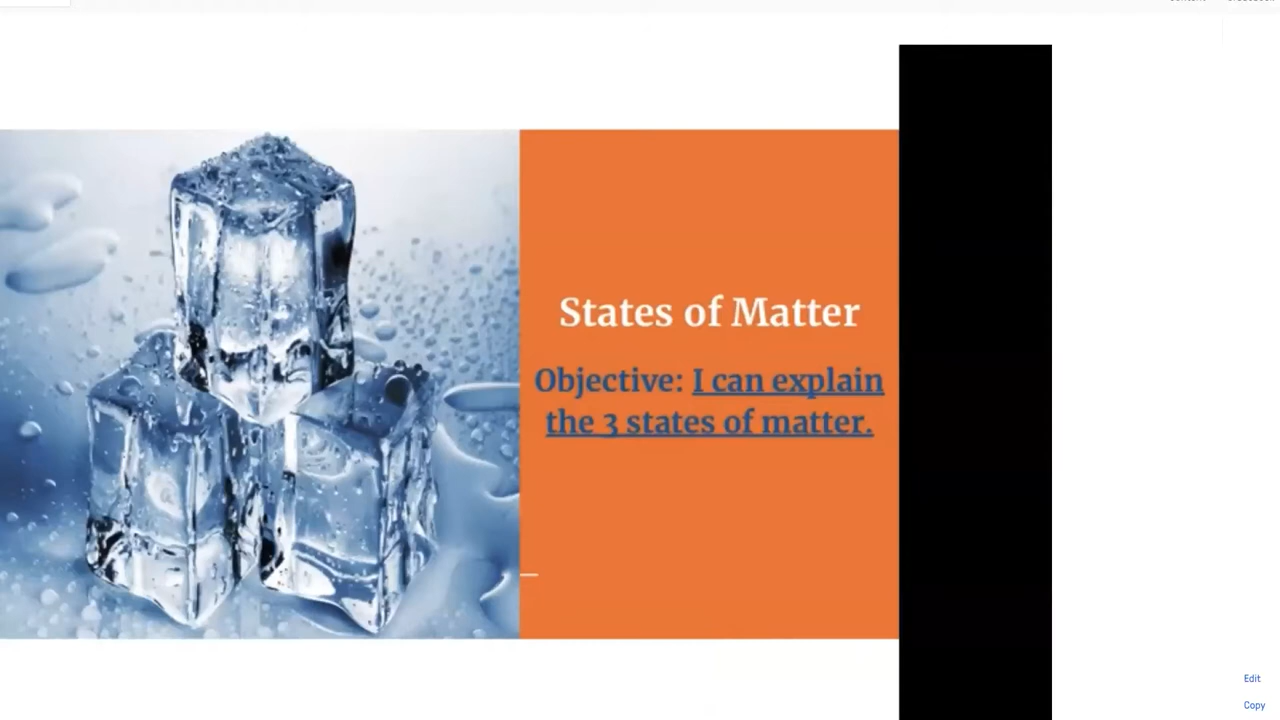 States of Matter
Objective: I can explain
the 3 states of matter.
Edit
Copy